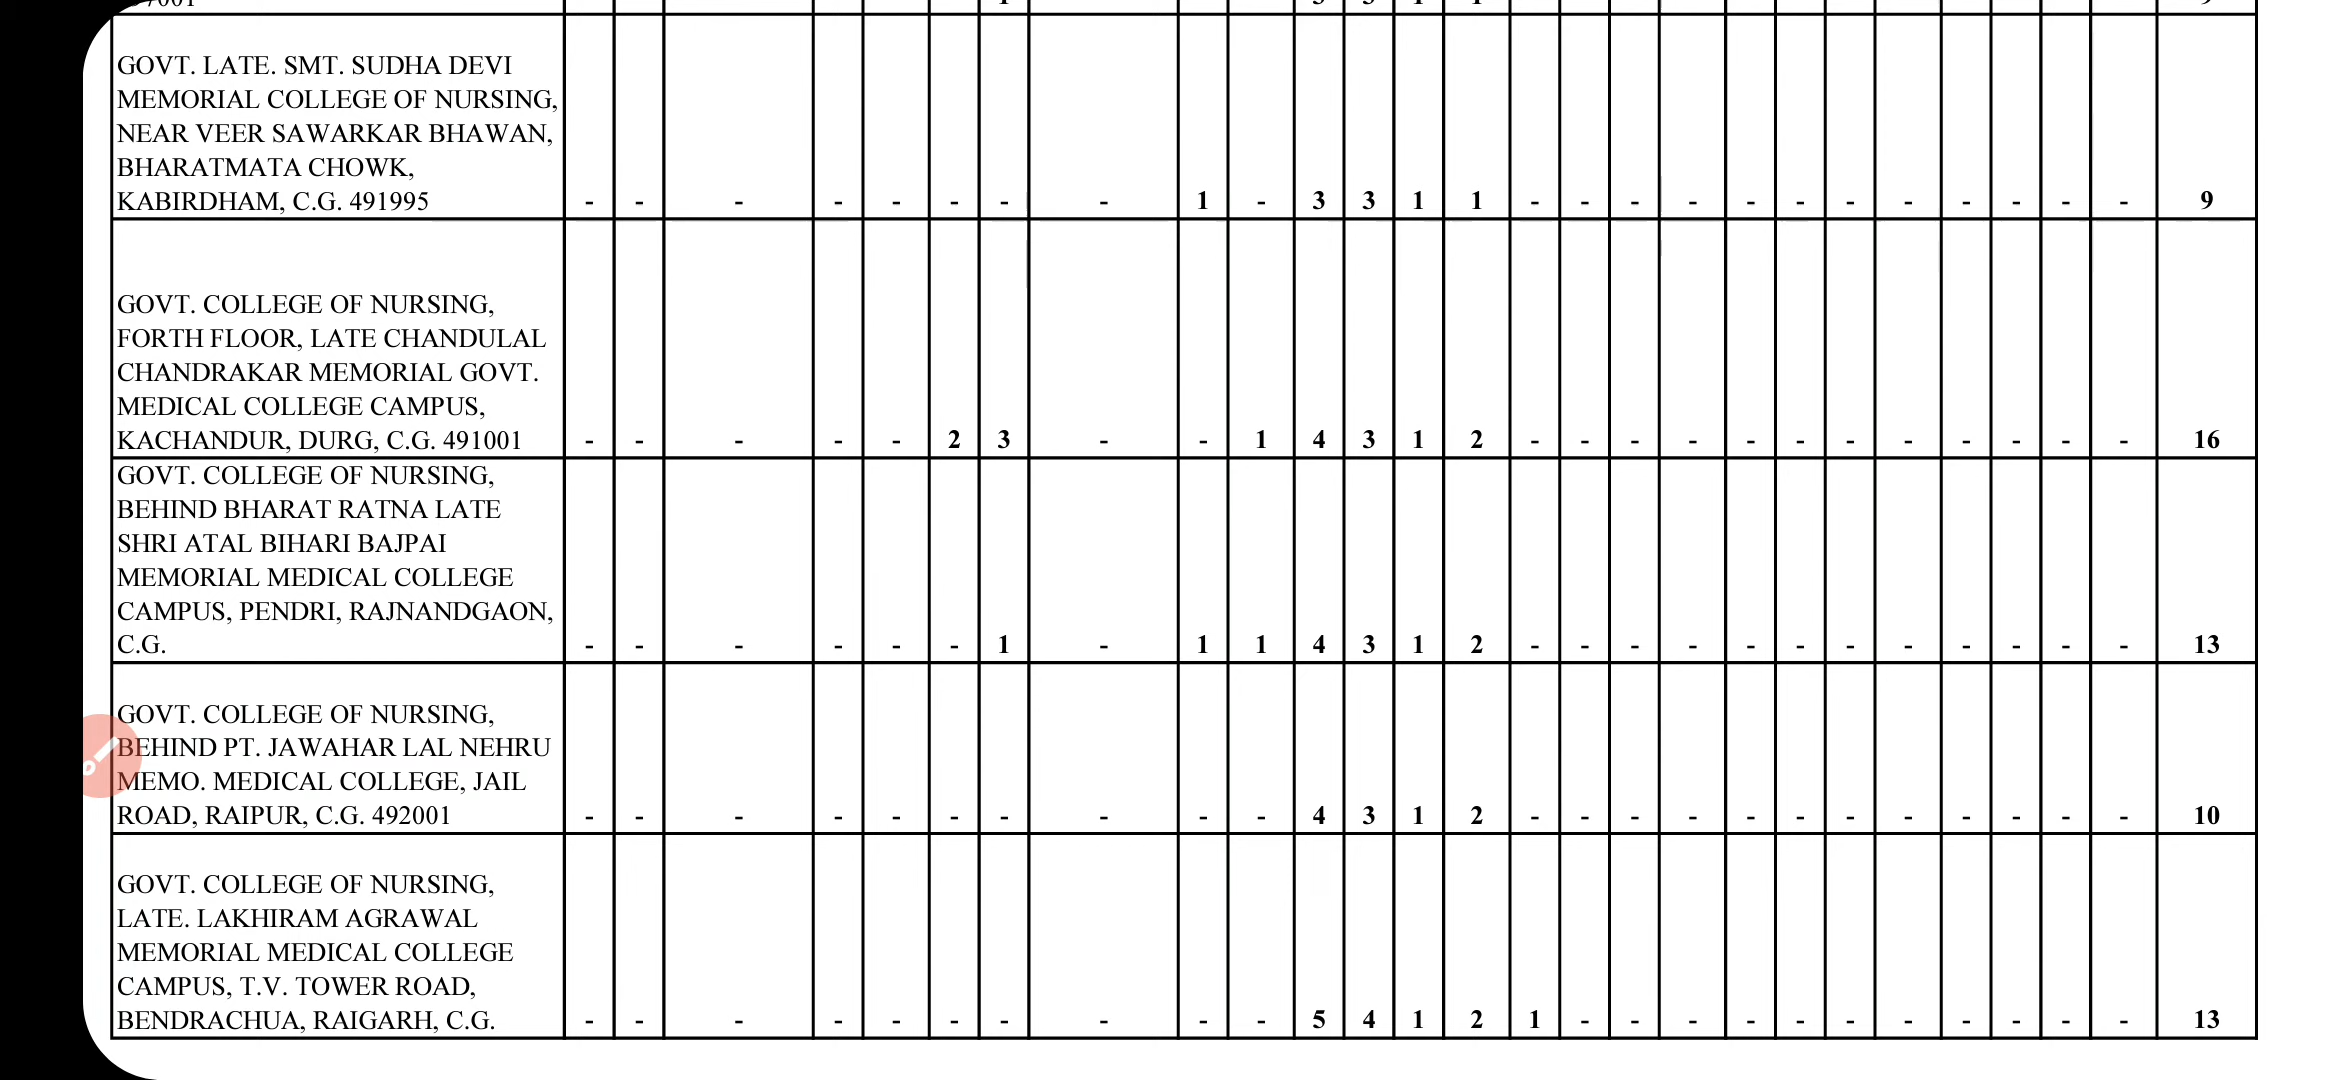 1 1
GOVT. LATE. SMT. SUDHA DEVI
MEMORIAL COLLEGE OF NURSING,
NEAR VEER SAWARKAR BHAWAN,
BHARATMATA CHOWK,
KABIRDHAM, C.G. 491995 - - - - - - - - 1 - 3 3 1 1 - - - - - - - - - - - - 9
GOVT. COLLEGE OF NURSING,
FORTH FLOOR, LATE CHANDULAL
CHANDRAKAR MEMORIAL GOVT.
MEDICAL COLLEGE CAMPUS,
KACHANDUR, DURG, C.G. 491001 - - - - - 2 3 - - 1 4 3 1 2 - - - - - - - - - - - - 16
GOVT. COLLEGE OF NURSING,
BEHIND BHARAT RATNA LATE
SHRI ATAL BIHARI BAJPAI
MEMORIAL MEDICAL COLLEGE
CAMPUS, PENDRI, RAJNANDGAON,
C.G. - - - - - - 1 - 1 1 4 3 1 2 - - - - - - - - - - - - 13
GOVT. COLLEGE OF NURSING,
BEHIND PT. JAWAHAR LAL NEHRU
MEMO. MEDICAL COLLEGE, JAIL
ROAD, RAIPUR, C.G. 492001 - - - - - - - - - - 4 3 1 2 - - - - - - - - - - - - 10
GOVT. COLLEGE OF NURSING,
LATE. LAKHIRAM AGRAWAL
MEMORIAL MEDICAL COLLEGE
CAMPUS, T.V. TOWER ROAD,
BENDRACHUA, RAIGARH, C.G. - - - - - - - - - - 5 4 1 2 1 - - - - - - - - - - - 13